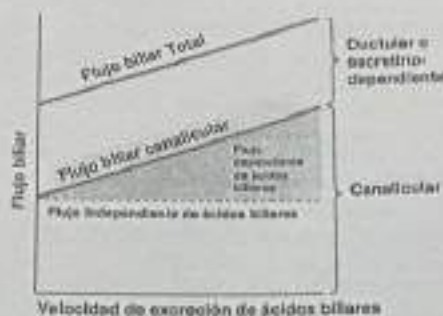 Flujo biliar Total
Ductular o
secretino-
dependiente
Flujo biliar canalicular
Flujo
dependiente
de ácidos
biliares
Canalicular
Flujo independiente de ácidos biliares
Flujo biliar
Velocidad de excreción de ácidos biliares